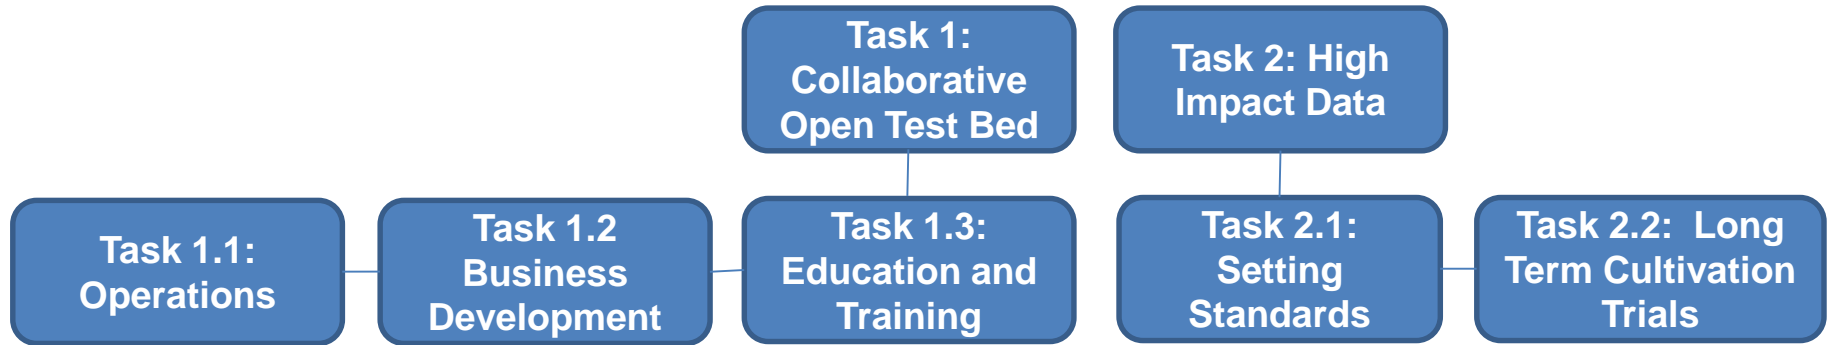 Task 1:
Collaborative
Open Test Bed
Task 2: High
Impact Data
Task 1.1:
Operations
Task 1.2
Business
Development
Task 1.3:
Education and
Training
Task 2.1:
Setting
Standards
Task 2.2:  Long
Term Cultivation
Trials